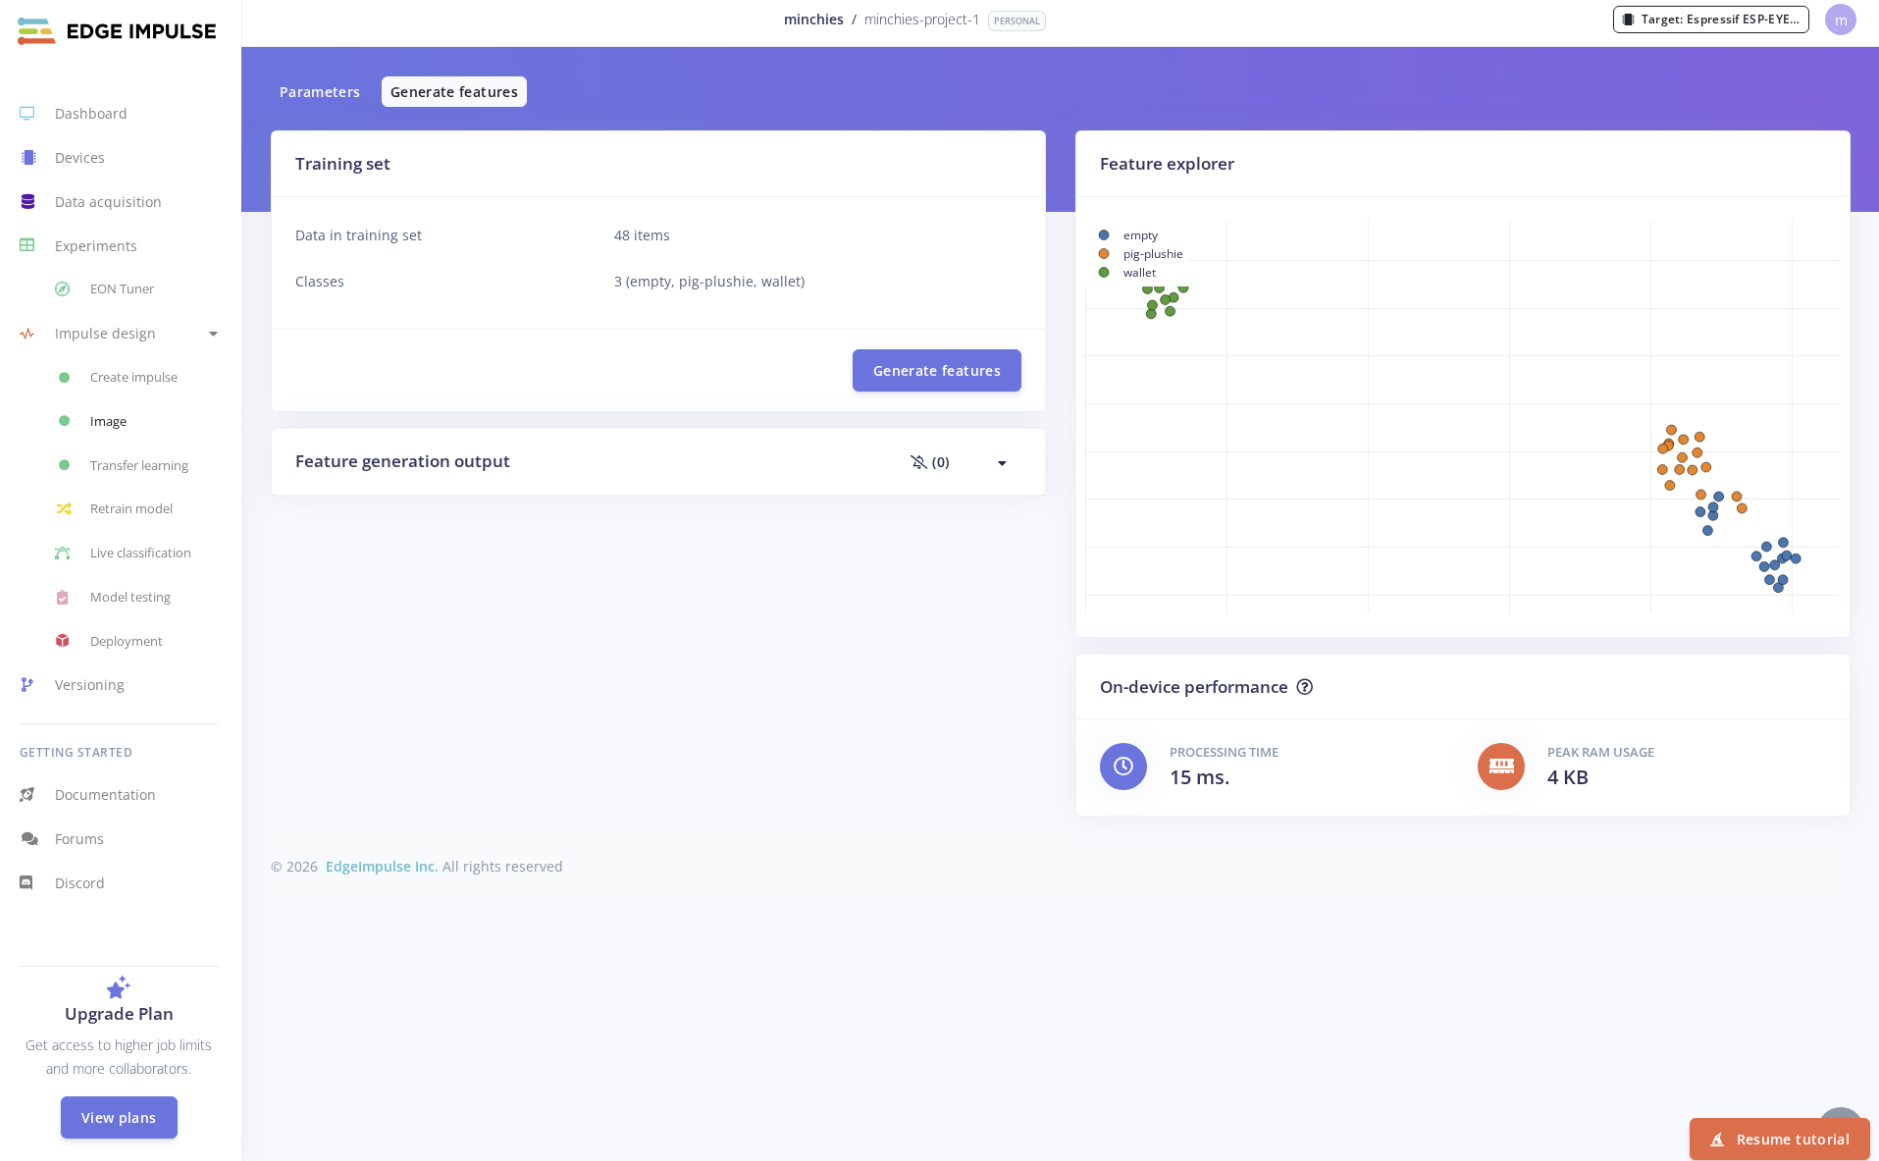 EDGE IMPULSE
minchies / minchies-project-1 PERSONAL
Target: Espressif ESP-EYE...
m
Dashboard
Devices
Data acquisition
Experiments
EON Tuner
Impulse design
Create impulse
Image
Transfer learning
Retrain model
Live classification
Model testing
Deployment
Versioning
GETTING STARTED
Documentation
Forums
Discord
Upgrade Plan
Get access to higher job limits
and more collaborators.
View plans
Parameters
Generate features
Training set
Data in training set 48 items
Classes 3 (empty, pig-plushie, wallet)
Generate features
Feature generation output (0)
Feature explorer
empty
pig-plushie
wallet
On-device performance
PROCESSING TIME
15 ms.
PEAK RAM USAGE
4 KB
© 2026 EdgeImpulse Inc. All rights reserved
Resume tutorial